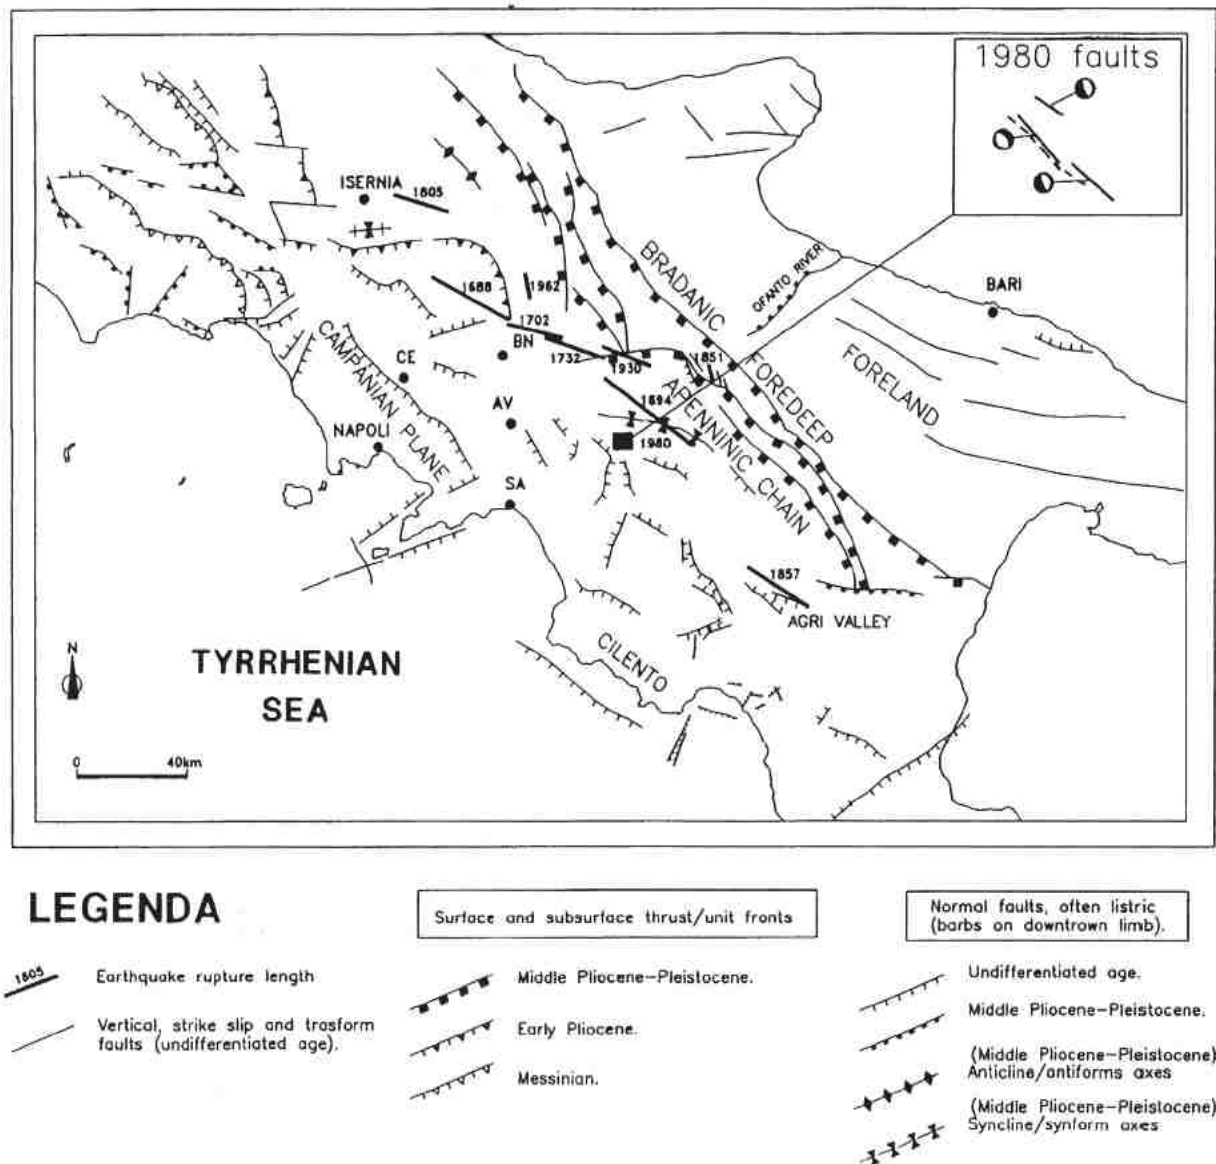 1980 faults
ISERNIA
1805
1688
1962
1702
BN
1732
1930
1851
CE
CAMPANIAN PLANE
AV
1694
NAPOLI
1980
SA
BRADANIC FOREDEEP
OFANTO RIVER
BARI
FORELAND
APENNINIC CHAIN
1857
AGRI VALLEY
CILENTO
N
TYRRHENIAN
SEA
0 40km
LEGENDA
1805 Earthquake rupture length
Vertical, strike slip and trasform
faults (undifferentiated age).
Surface and subsurface thrust/unit fronts
Middle Pliocene-Pleistocene.
Early Pliocene.
Messinian.
Normal faults, often listric
(barbs on downtrown limb).
Undifferentiated age.
Middle Pliocene-Pleistocene.
(Middle Pliocene-Pleistocene)
Anticline/antiforms axes
(Middle Pliocene-Pleistocene)
Syncline/synform axes